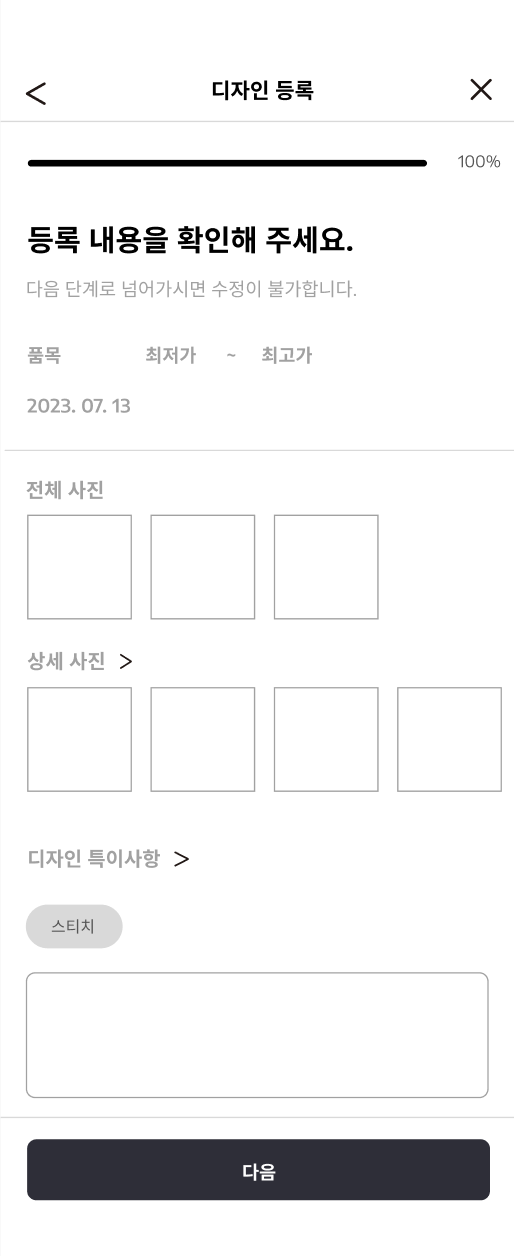 디자인 등록
100%
등록 내용을 확인해 주세요.
다음 단계로 넘어가시면 수정이 불가합니다.
품목 최저가 ~ 최고가
2023. 07. 13
전체 사진
상세 사진 >
디자인 특이사항 >
스티치
다음